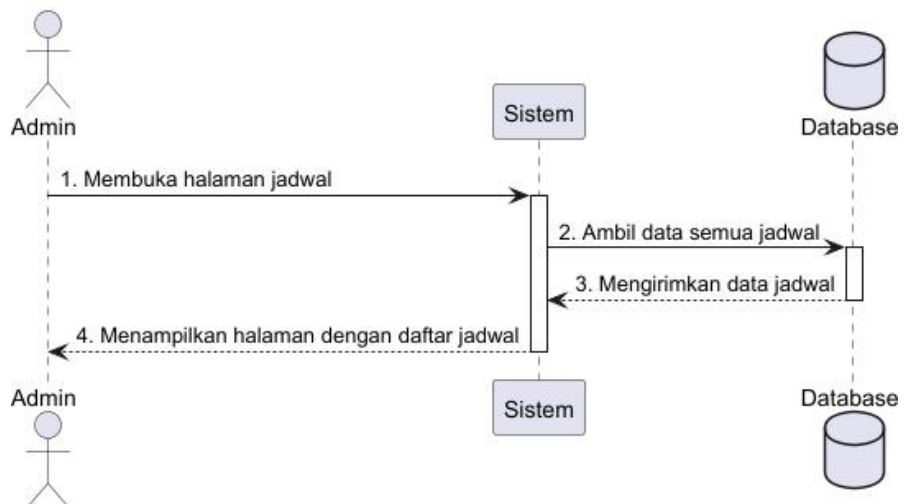 Admin
Sistem
Database
1. Membuka halaman jadwal
2. Ambil data semua jadwal
3. Mengirimkan data jadwal
4. Menampilkan halaman dengan daftar jadwal
Admin
Sistem
Database